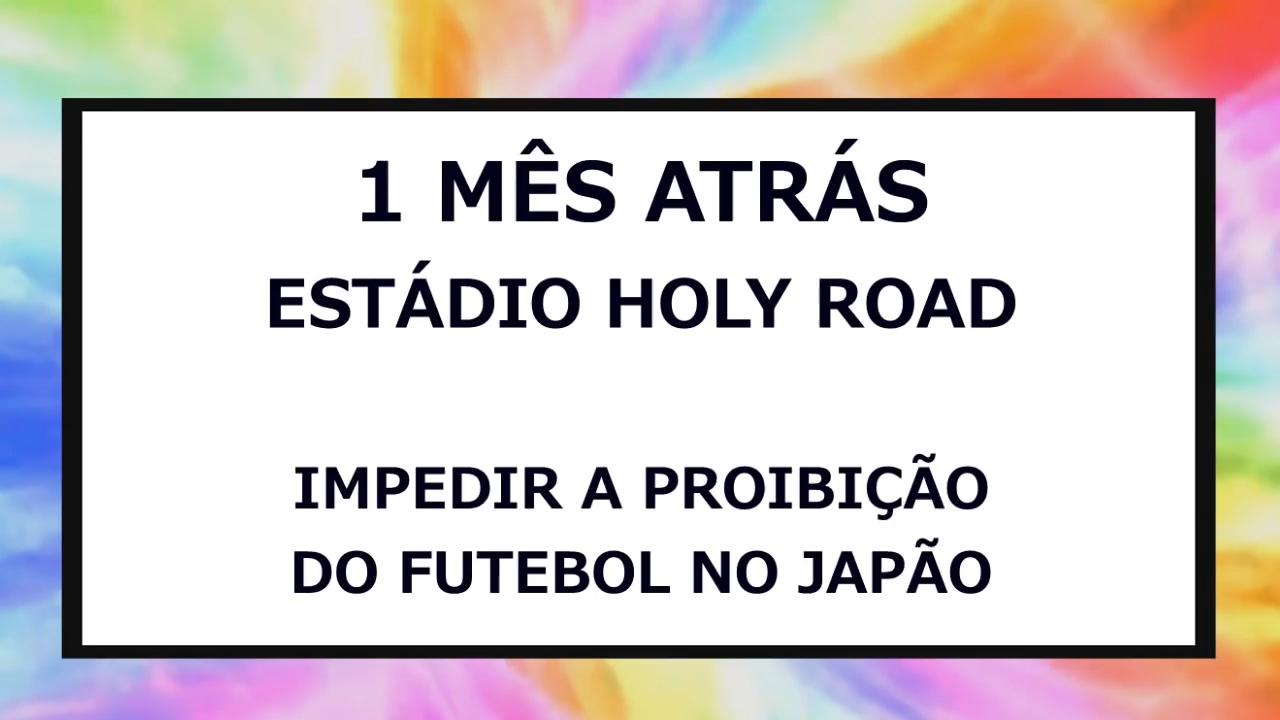 1 MÊS ATRÁS
ESTÁDIO HOLY ROAD
IMPEDIR A PROIBIÇÃO
DO FUTEBOL NO JAPÃO